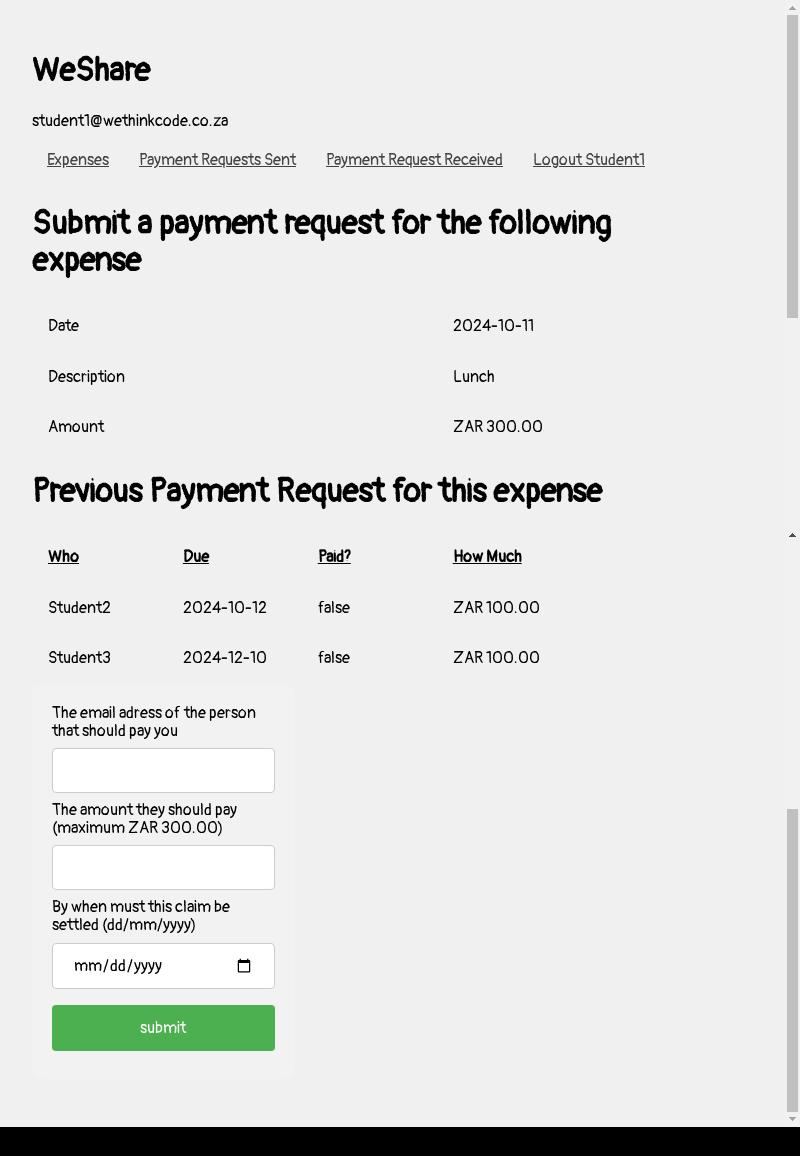 WeShare
student1@wethinkcode.co.za
Expenses Payment Requests Sent Payment Request Received Logout Student1
Submit a payment request for the following
expense
Date 2024-10-11
Description Lunch
Amount ZAR 300.00
Previous Payment Request for this expense
Who Due Paid? How Much
Student2 2024-10-12 false ZAR 100.00
Student3 2024-12-10 false ZAR 100.00
The email adress of the person
that should pay you
The amount they should pay
(maximum ZAR 300.00)
By when must this claim be
settled (dd/mm/yyyy)
mm/dd/yyyy
submit